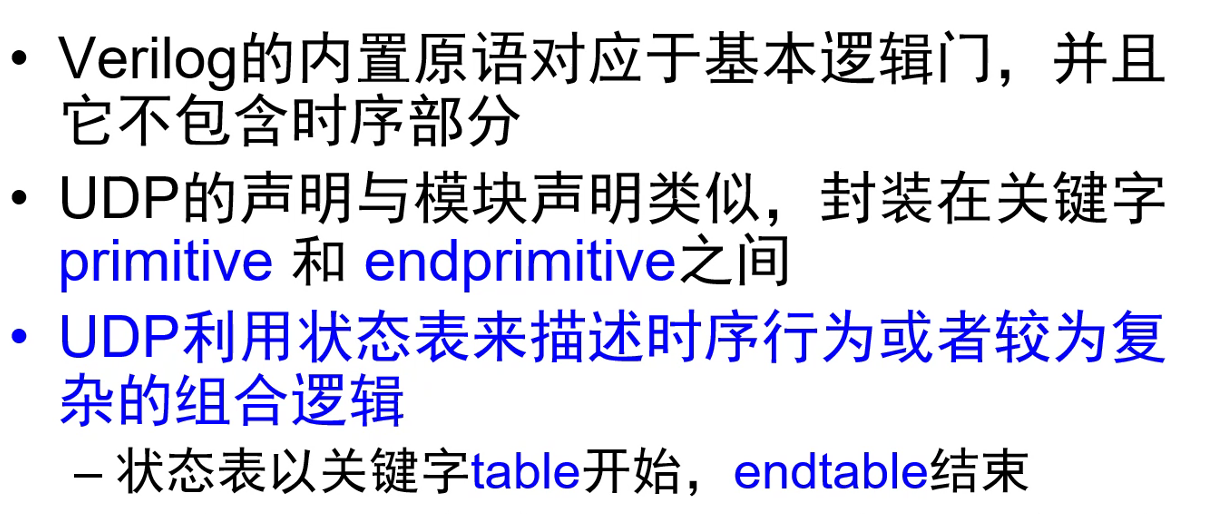 • Verilog的内置原语对应于基本逻辑门，并且
它不包含时序部分
• UDP的声明与模块声明类似，封装在关键字
primitive 和 endprimitive之间
• UDP利用状态表来描述时序行为或者较为复
杂的组合逻辑
– 状态表以关键字table开始，endtable结束